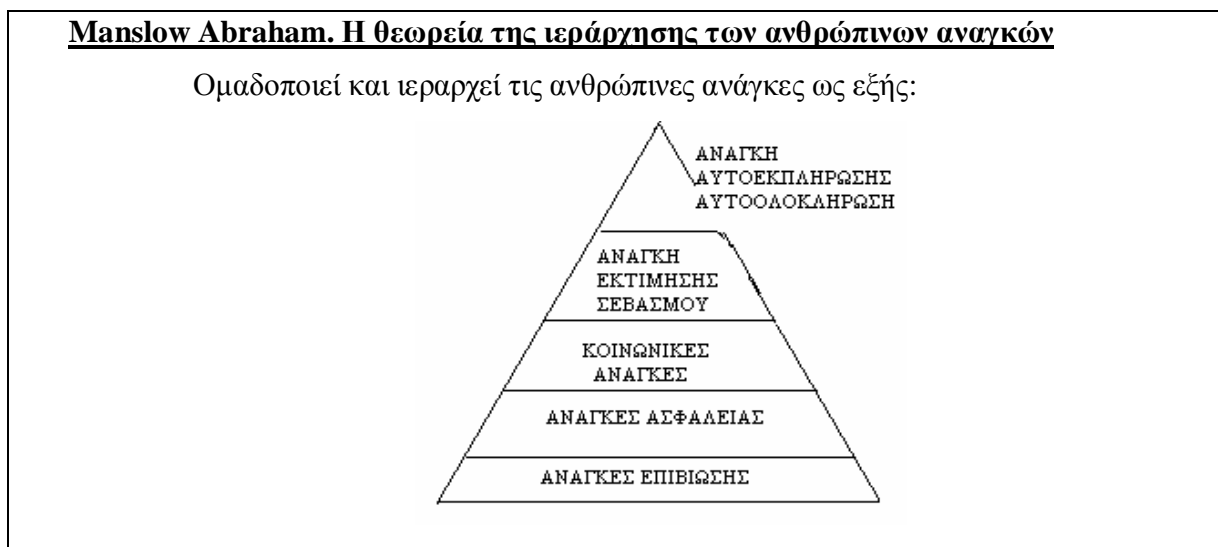 Manslow Abraham. Η θεωρεία της ιεράρχησης των ανθρώπινων αναγκών
Ομαδοποιεί και ιεραρχεί τις ανθρώπινες ανάγκες ως εξής:
ΑΝΑΓΚΗ
ΑΥΤΟΕΚΠΛΗΡΩΣΗΣ
ΑΥΤΟΟΛΟΚΛΗΡΩΣΗ
ΑΝΑΓΚΗ
ΕΚΤΙΜΗΣΗΣ
ΣΕΒΑΣΜΟΥ
ΚΟΙΝΩΝΙΚΕΣ
ΑΝΑΓΚΕΣ
ΑΝΑΓΚΕΣ ΑΣΦΑΛΕΙΑΣ
ΑΝΑΓΚΕΣ ΕΠΙΒΙΩΣΗΣ